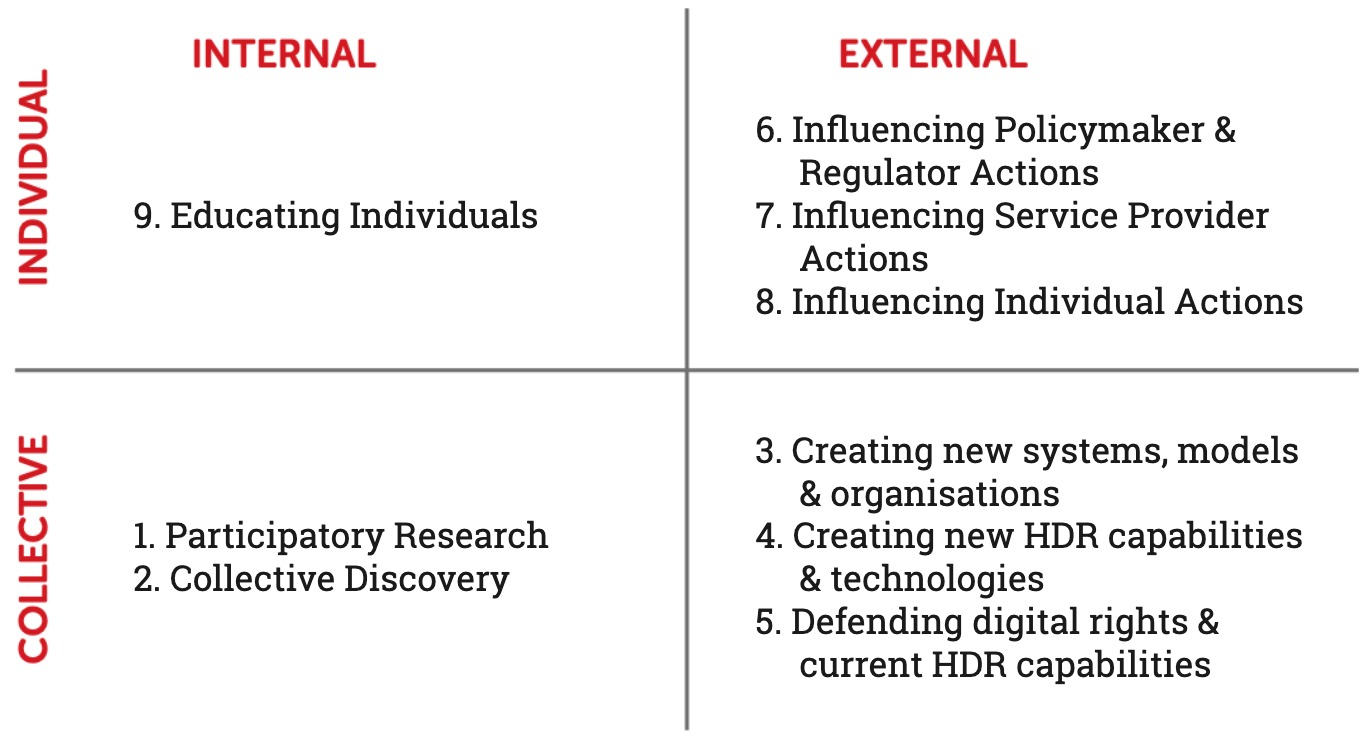 INTERNAL
EXTERNAL
INDIVIDUAL
9. Educating Individuals
6. Influencing Policymaker &
Regulator Actions
7. Influencing Service Provider
Actions
8. Influencing Individual Actions
COLLECTIVE
1. Participatory Research
2. Collective Discovery
3. Creating new systems, models
& organisations
4. Creating new HDR capabilities
& technologies
5. Defending digital rights &
current HDR capabilities